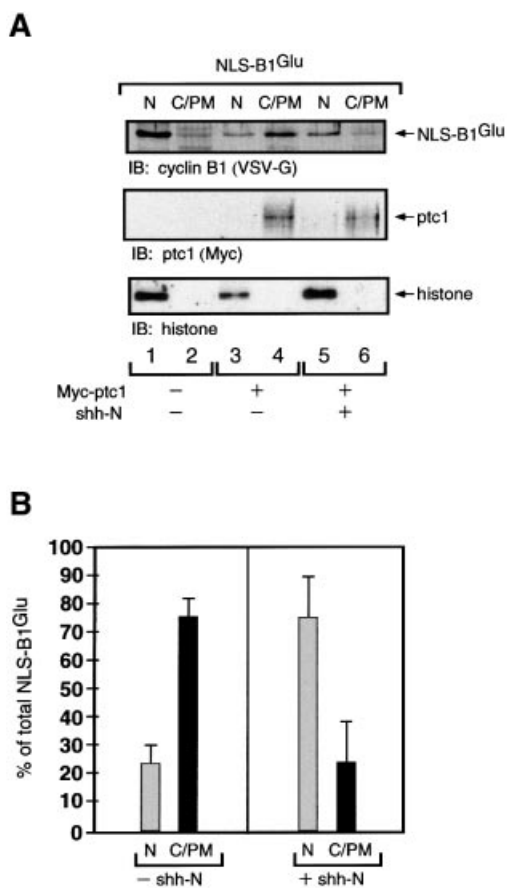 A
NLS-B1Glu
N C/PM N C/PM N C/PM
NLS-B1Glu
IB: cyclin B1 (VSV-G)
ptc1
IB: ptc1 (Myc)
histone
IB: histone
1 2 3 4 5 6
Myc-ptc1 − + +
shh-N − − +
B
% of total NLS-B1Glu
100
90
80
70
60
50
40
30
20
10
0
N C/PM N C/PM
− shh-N + shh-N